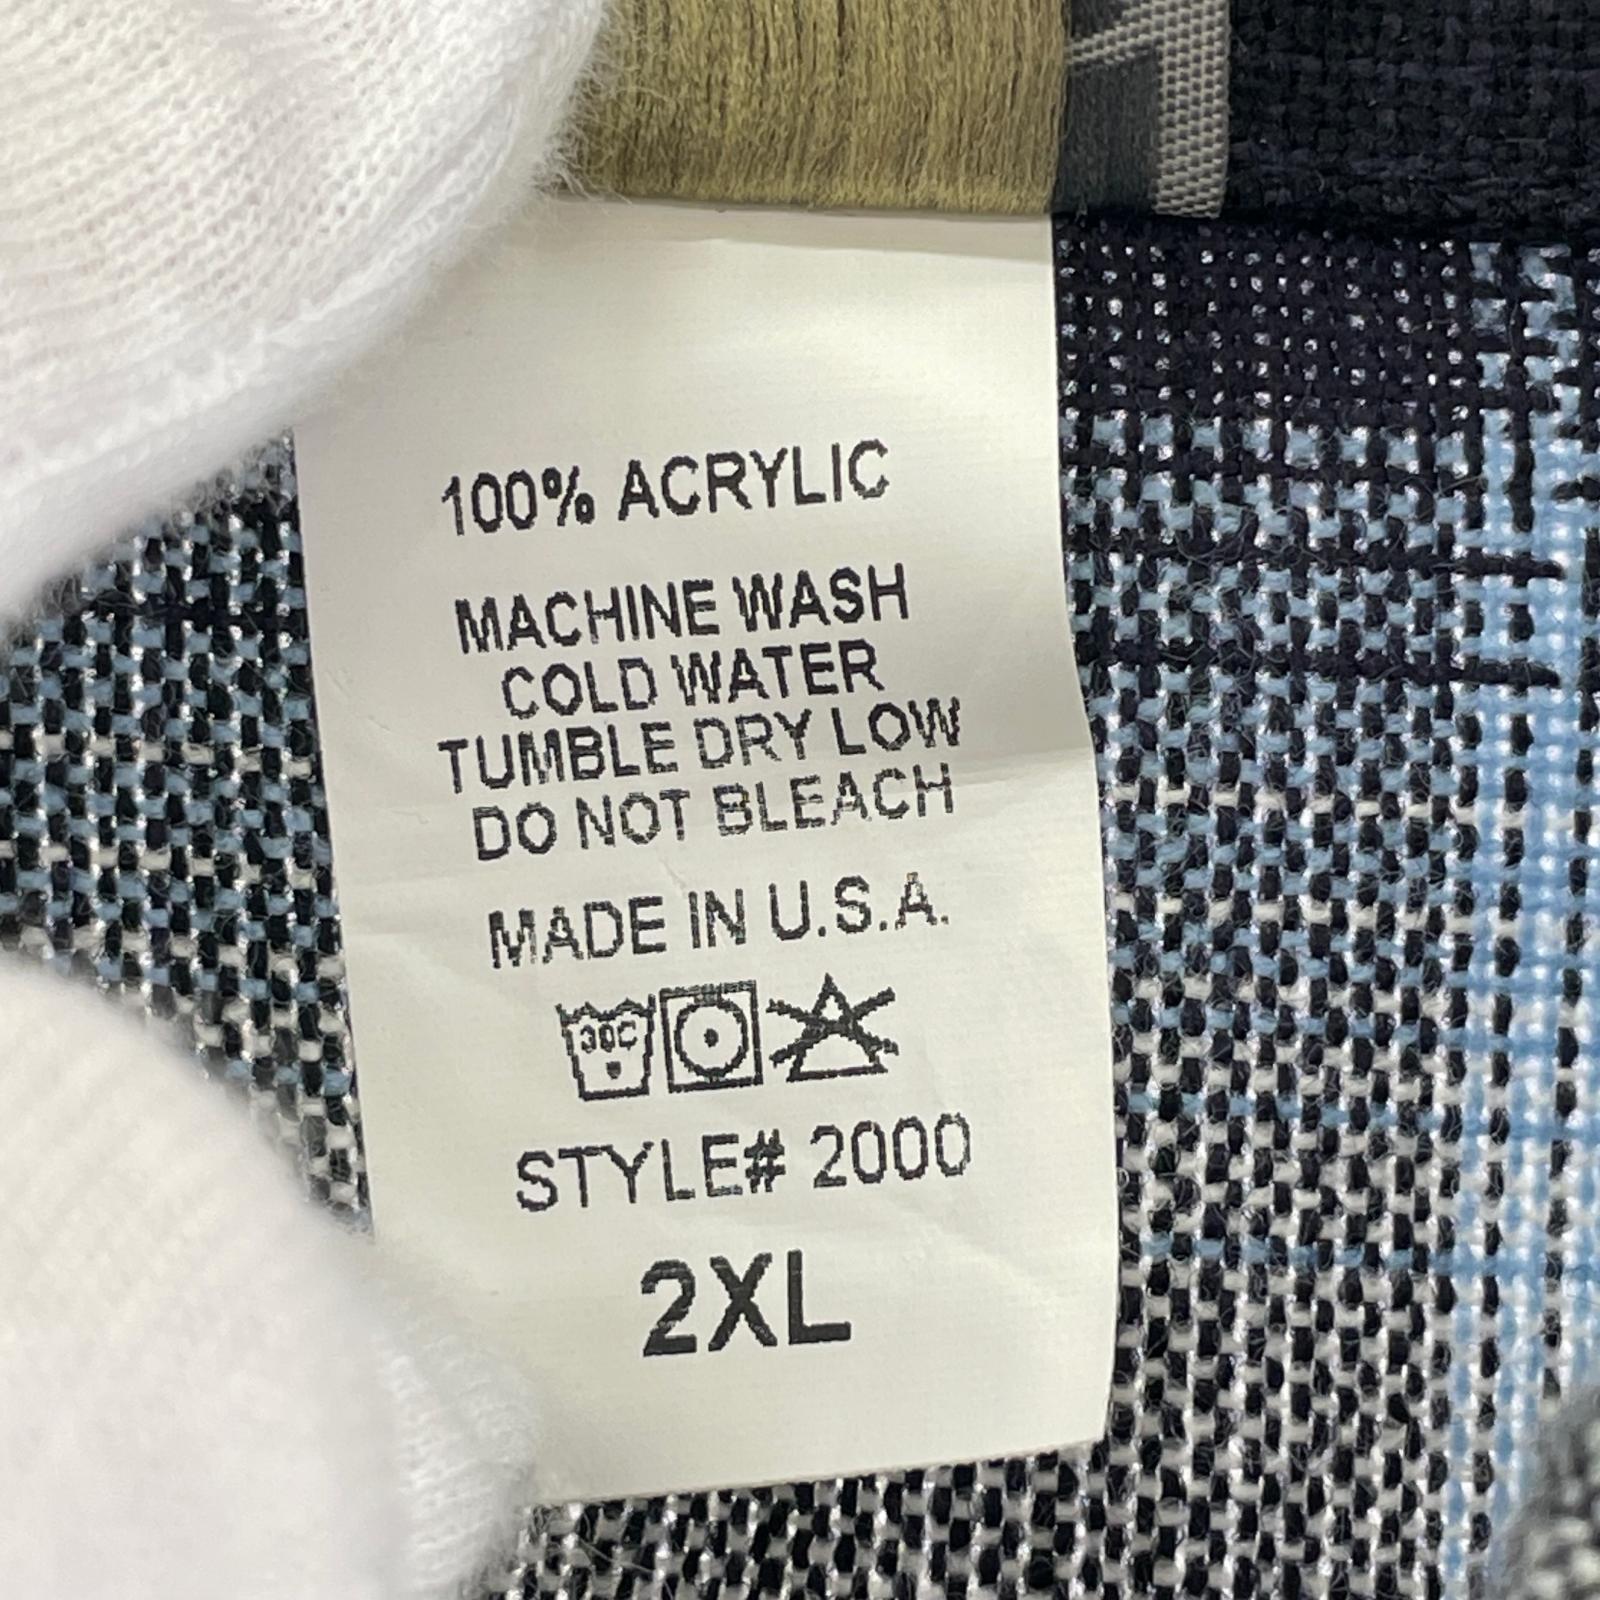 100% ACRYLIC
MACHINE WASH
COLD WATER
TUMBLE DRY LOW
DO NOT BLEACH
MADE IN U.S.A.
30C
STYLE# 2000
2XL